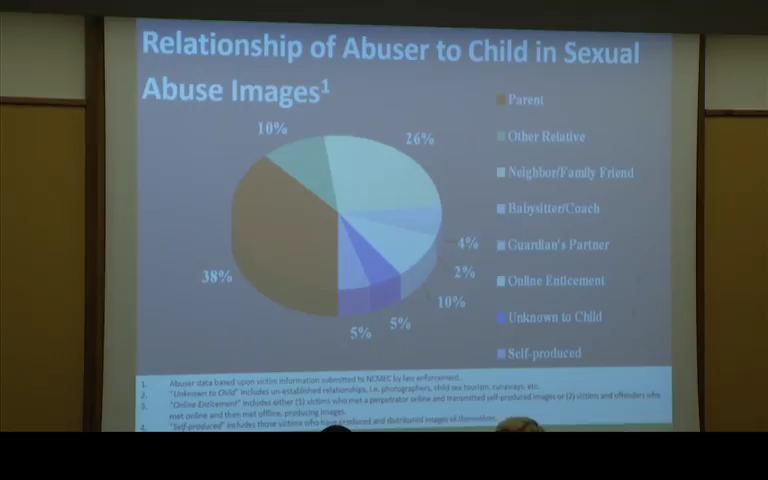 Relationship of Abuser to Child in Sexual
Abuse Images1
Parent
Other Relative
Neighbor/Family Friend
Babysitter/Coach
Guardian's Partner
Online Enticement
Unknown to Child
Self-produced
10%
26%
38%
4%
2%
10%
5%
5%
1. Abuser data based upon victim information submitted to NCMEC by law enforcement.
2. "Unknown to Child" includes un-established relationships, i.e. photographers, child sex tourism, runaways, etc.
3. "Online Enticement" includes either (1) victims who met a perpetrator online and transmitted self-produced images or (2) victims and offenders who
met online and then met offline, producing images.
4. "Self-produced" includes those victims who have produced and distributed images of themselves.